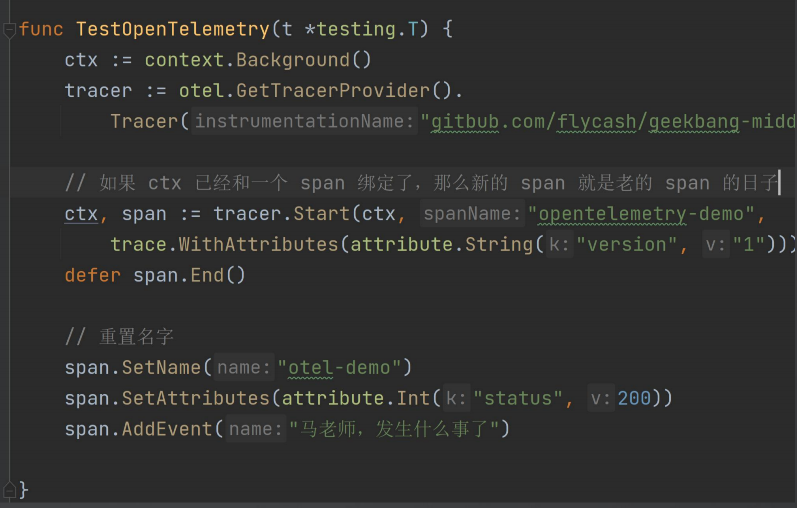 func TestOpenTelemetry(t *testing.T) {
ctx := context.Background()
tracer := otel.GetTracerProvider().
Tracer( instrumentationName: "gitbub.com/flycash/geekbang-midd
// 如果 ctx 已经和一个 span 绑定了，那么新的 span 就是老的 span 的日子
ctx, span := tracer.Start(ctx, spanName: "opentelemetry-demo",
trace.WithAttributes(attribute.String( k: "version", v: "1")))
defer span.End()
// 重置名字
span.SetName( name: "otel-demo")
span.SetAttributes(attribute.Int( k: "status", v: 200))
span.AddEvent( name: "马老师，发生什么事了")
}